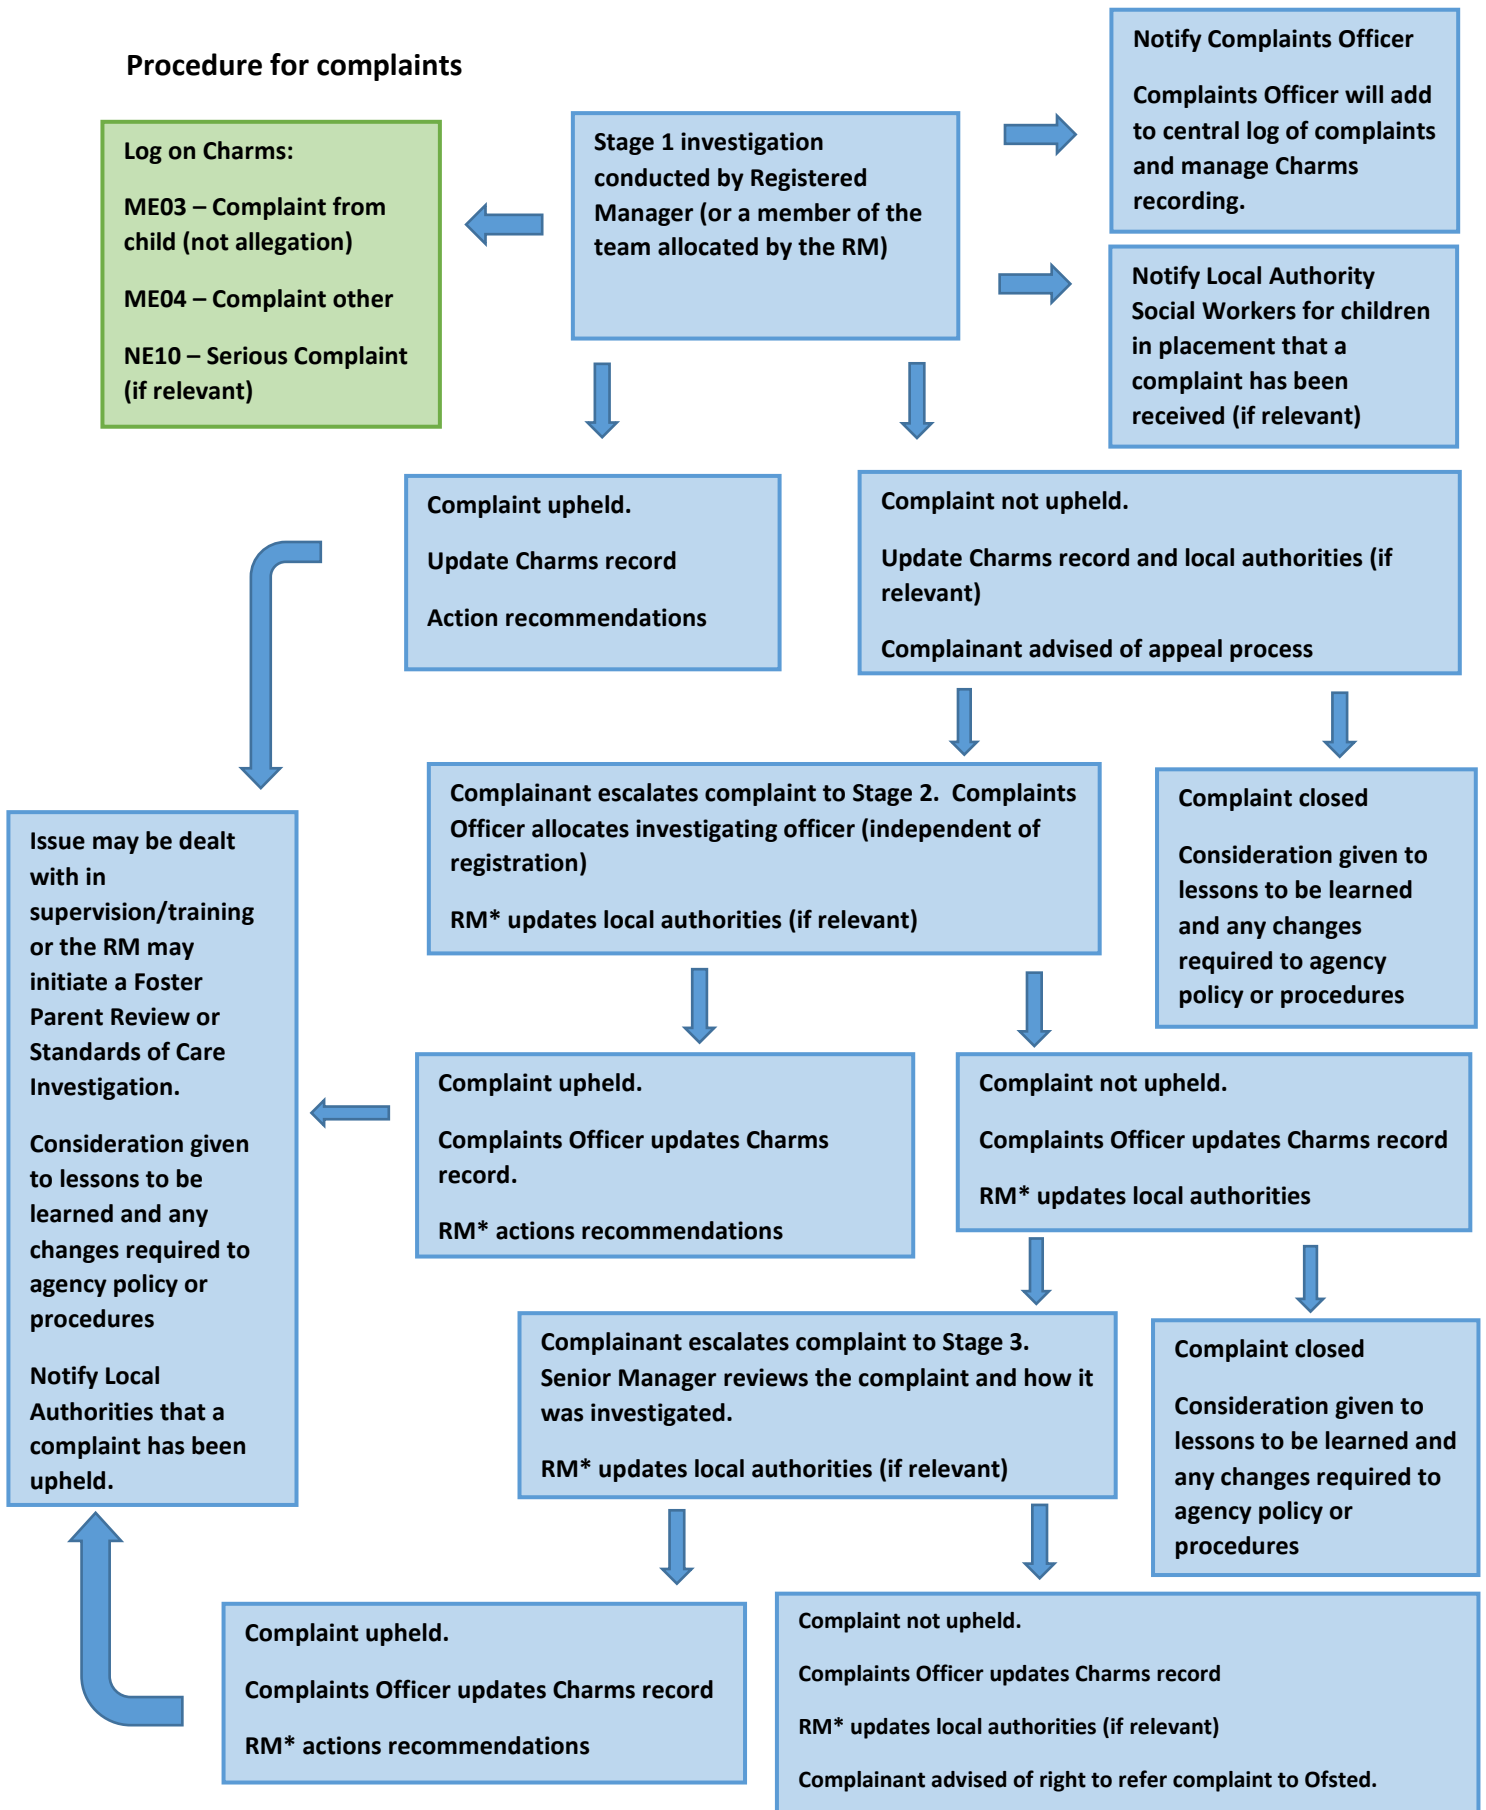 Procedure for complaints
Log on Charms:
ME03 – Complaint from
child (not allegation)
ME04 – Complaint other
NE10 – Serious Complaint
(if relevant)
Stage 1 investigation
conducted by Registered
Manager (or a member of the
team allocated by the RM)
Notify Complaints Officer
Complaints Officer will add
to central log of complaints
and manage Charms
recording.
Notify Local Authority
Social Workers for children
in placement that a
complaint has been
received (if relevant)
Complaint upheld.
Update Charms record
Action recommendations
Complaint not upheld.
Update Charms record and local authorities (if
relevant)
Complainant advised of appeal process
Complainant escalates complaint to Stage 2.  Complaints
Officer allocates investigating officer (independent of
registration)
RM* updates local authorities (if relevant)
Complaint closed
Consideration given to
lessons to be learned
and any changes
required to agency
policy or procedures
Issue may be dealt
with in
supervision/training
or the RM may
initiate a Foster
Parent Review or
Standards of Care
Investigation.
Consideration given
to lessons to be
learned and any
changes required to
agency policy or
procedures
Notify Local
Authorities that a
complaint has been
upheld.
Complaint upheld.
Complaints Officer updates Charms
record.
RM* actions recommendations
Complaint not upheld.
Complaints Officer updates Charms record
RM* updates local authorities
Complainant escalates complaint to Stage 3.
Senior Manager reviews the complaint and how it
was investigated.
RM* updates local authorities (if relevant)
Complaint closed
Consideration given to
lessons to be learned and
any changes required to
agency policy or
procedures
Complaint upheld.
Complaints Officer updates Charms record
RM* actions recommendations
Complaint not upheld.
Complaints Officer updates Charms record
RM* updates local authorities (if relevant)
Complainant advised of right to refer complaint to Ofsted.